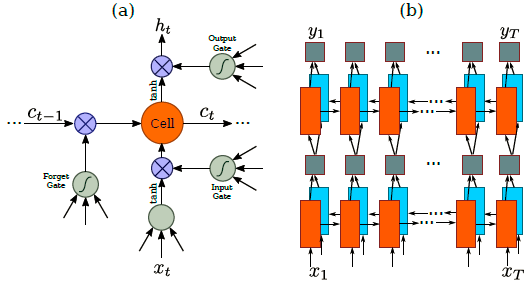 (a)
h_t
Output
Gate
tanh
... c_{t-1}
Cell
c_t ...
Forget
Gate
tanh
Input
Gate
x_t
(b)
y_1
y_T
...
...
...
...
x_1
x_T